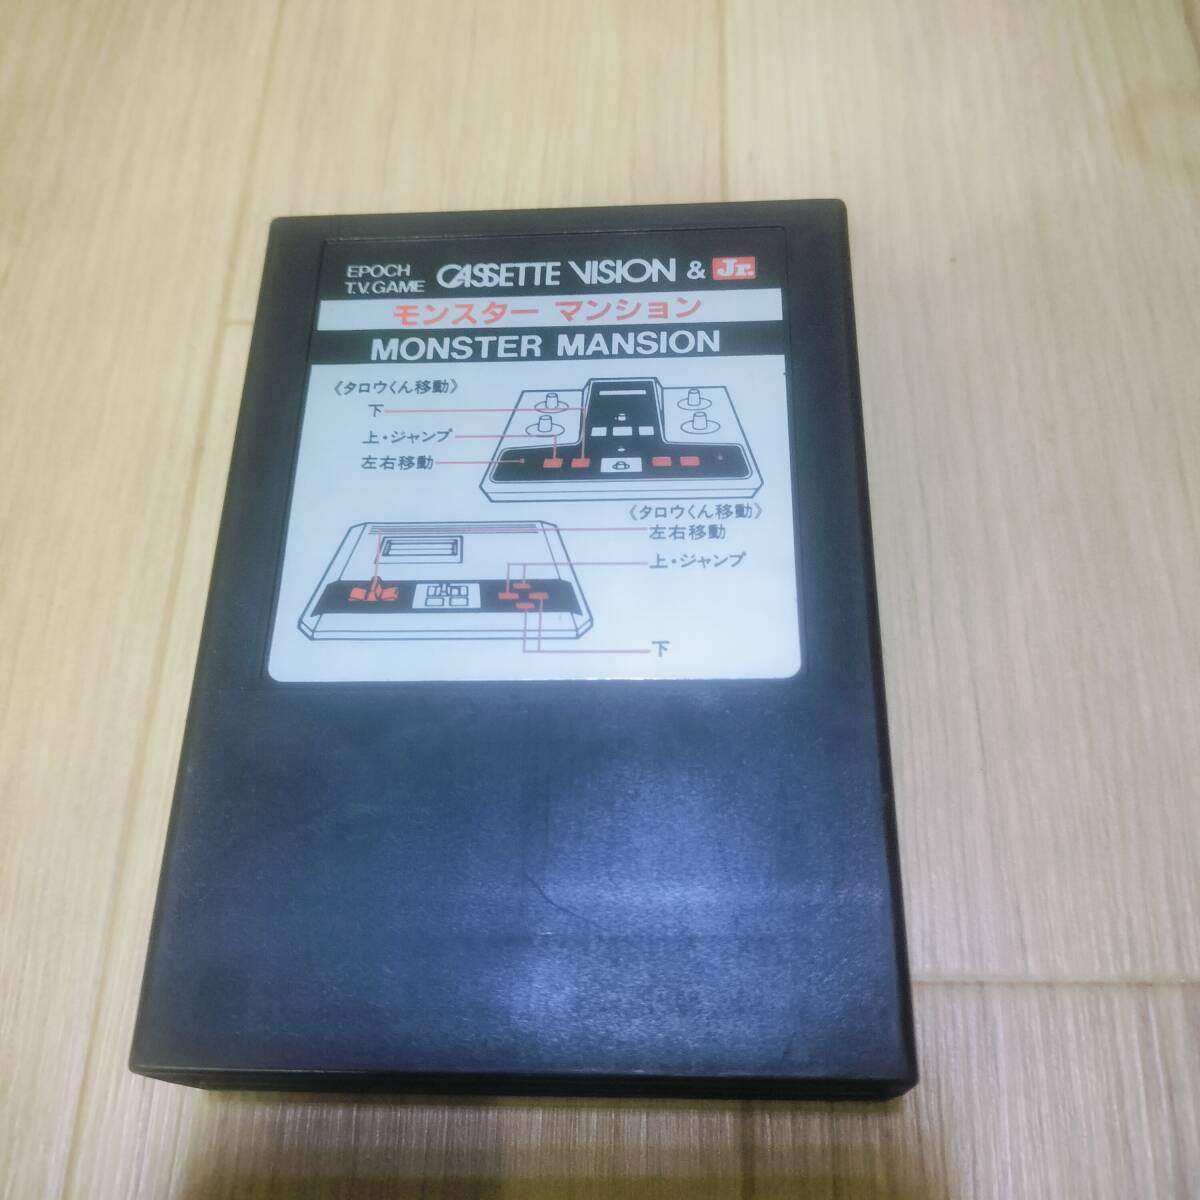 EPOCH
T.V. GAME CASSETTE VISION & Jr.
モンスター マンション
MONSTER MANSION
《タロウくん移動》
下
上・ジャンプ
左右移動
《タロウくん移動》
左右移動
上・ジャンプ
下